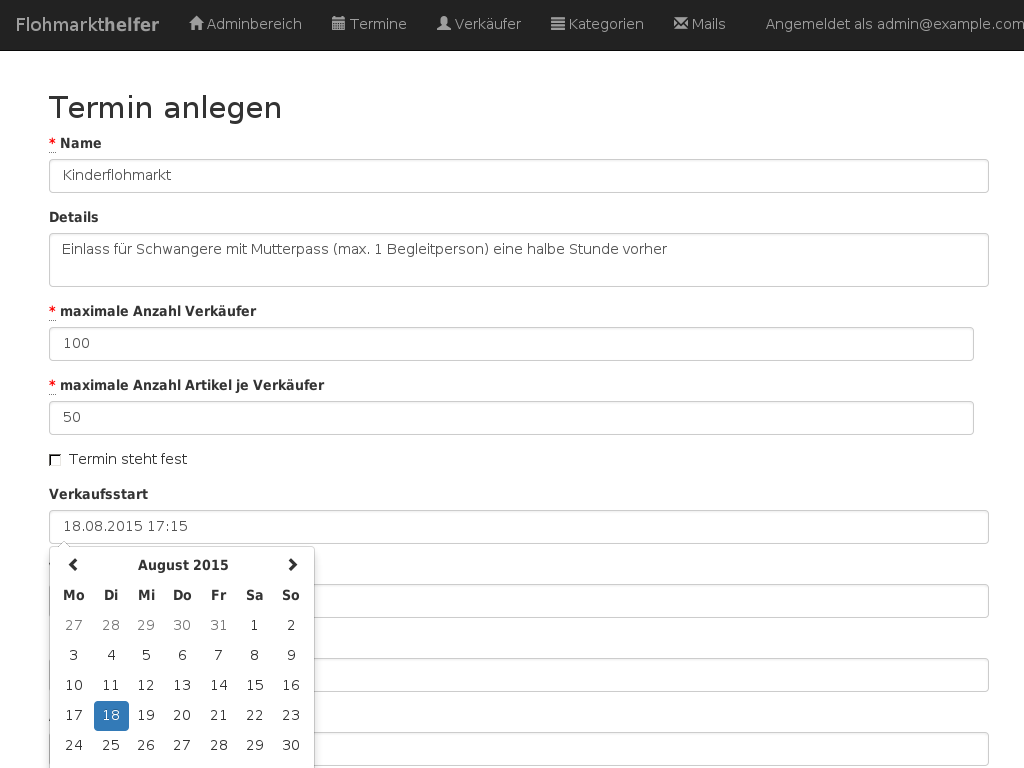 Flohmarkthelfer Adminbereich Termine Verkäufer Kategorien Mails Angemeldet als admin@example.com
Termin anlegen
* Name
Kinderflohmarkt
Details
Einlass für Schwangere mit Mutterpass (max. 1 Begleitperson) eine halbe Stunde vorher
* maximale Anzahl Verkäufer
100
* maximale Anzahl Artikel je Verkäufer
50
Termin steht fest
Verkaufsstart
18.08.2015 17:15
August 2015
Mo Di Mi Do Fr Sa So
27 28 29 30 31 1 2
3 4 5 6 7 8 9
10 11 12 13 14 15 16
17 18 19 20 21 22 23
24 25 26 27 28 29 30